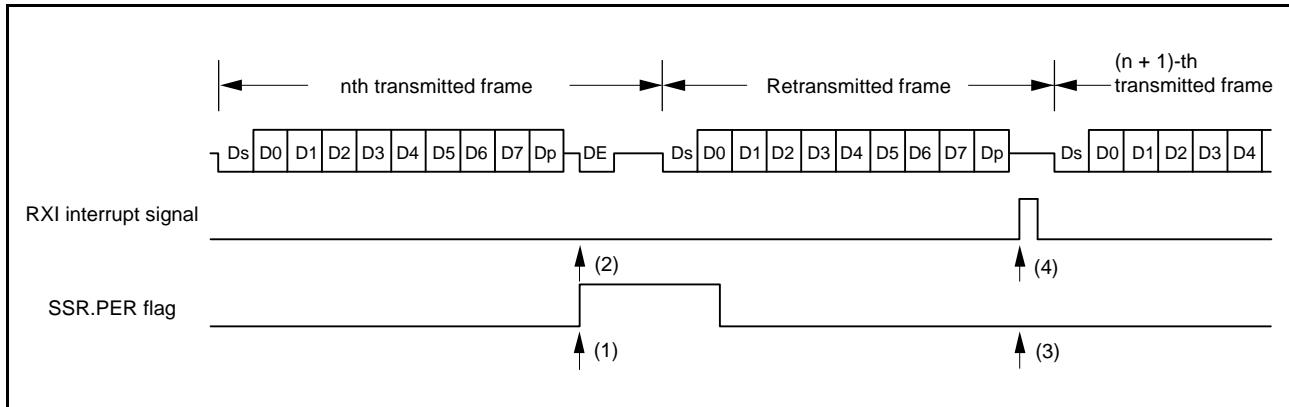 (n + 1)-th
nth transmitted frame Retransmitted frame transmitted frame
Ds D0 D1 D2 D3 D4 D5 D6 D7 Dp DE Ds D0 D1 D2 D3 D4 D5 D6 D7 Dp Ds D0 D1 D2 D3 D4
RXI interrupt signal
(2) (4)
SSR.PER flag
(1) (3)